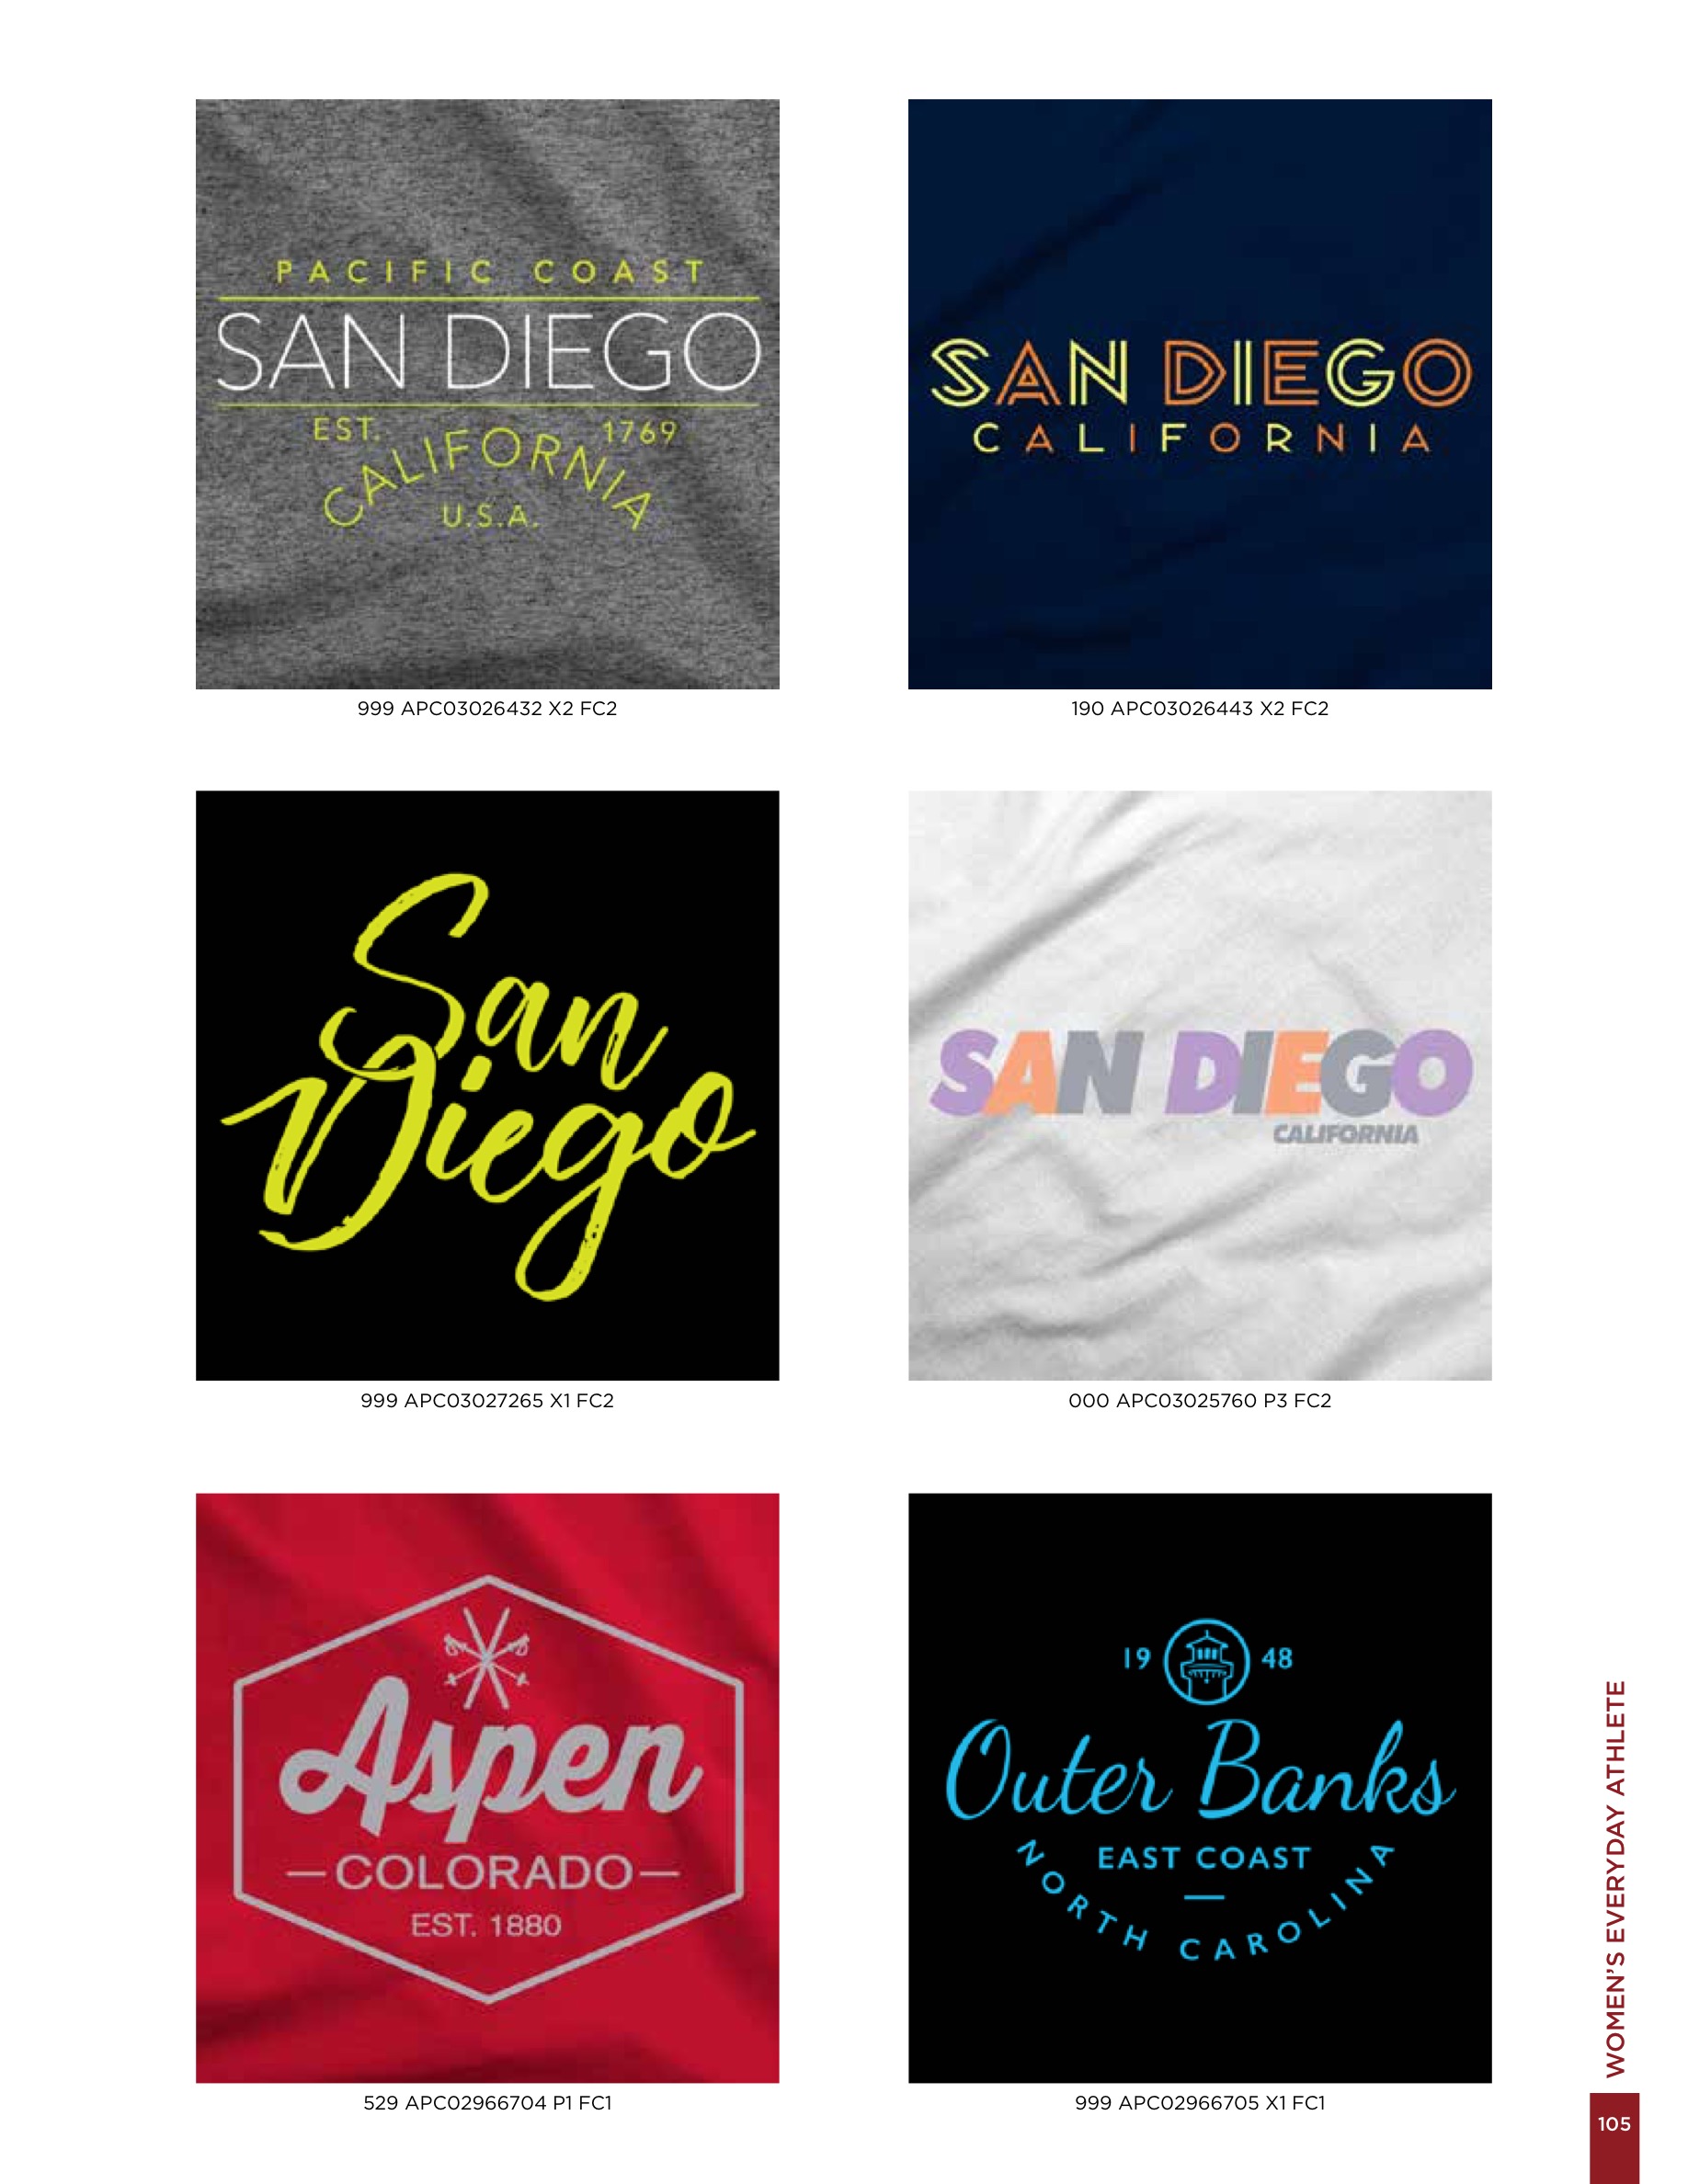 PACIFIC COAST
SAN DIEGO
EST. 1769
CALIFORNIA
U.S.A.
999 APC03026432 X2 FC2
SAN DIEGO
CALIFORNIA
190 APC03026443 X2 FC2
San
Diego
999 APC03027265 X1 FC2
SAN DIEGO
CALIFORNIA
000 APC03025760 P3 FC2
Aspen
—COLORADO—
EST. 1880
529 APC02966704 P1 FC1
19 48
Outer Banks
EAST COAST
—
NORTH CAROLINA
999 APC02966705 X1 FC1
WOMEN'S EVERYDAY ATHLETE
105